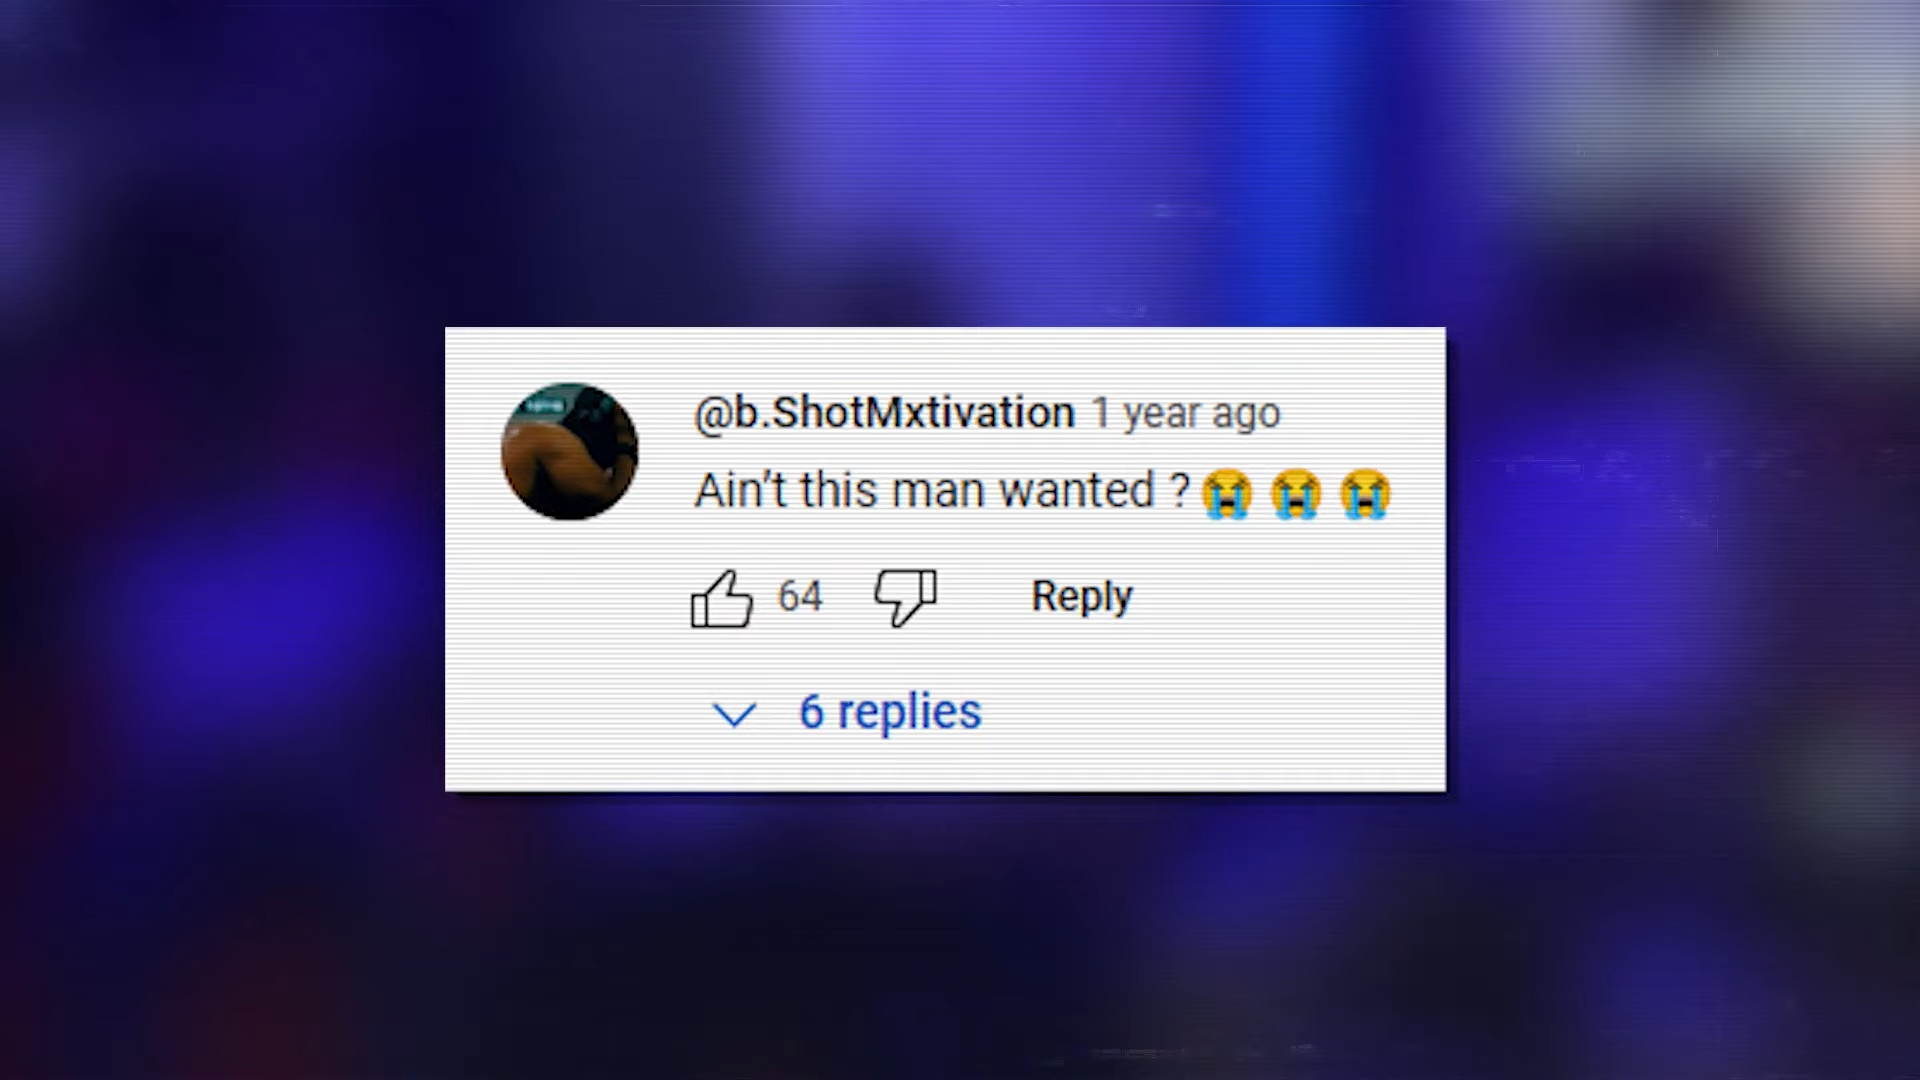 @b.ShotMxtivation 1 year ago
Ain't this man wanted ?😭😭😭
64 Reply
6 replies